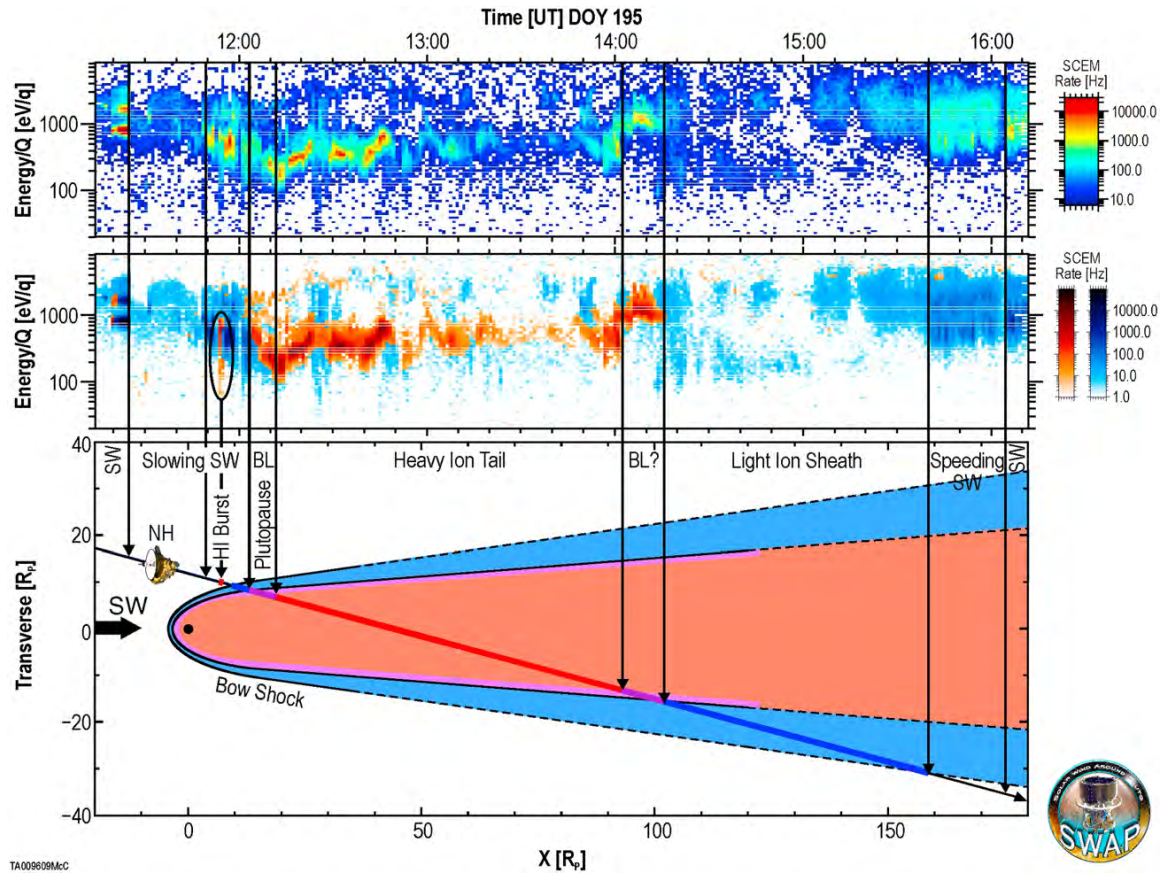 Time [UT] DOY 195
12:00 13:00 14:00 15:00 16:00
Energy/Q [eV/q]
1000
100
SCEM
Rate [Hz]
10000.0
1000.0
100.0
10.0
Energy/Q [eV/q]
1000
100
SCEM
Rate [Hz]
10000.0
1000.0
100.0
10.0
1.0
Transverse [Rₚ]
40
20
0
−20
−40
SW
Slowing SW
HI Burst
BL
Plutopause
Heavy Ion Tail
BL?
Light Ion Sheath
Speeding
SW
SW
NH
SW
Bow Shock
0 50 100 150
X [Rₚ]
SOLAR WIND AROUND PLUTO
SWAP
TA009609McC